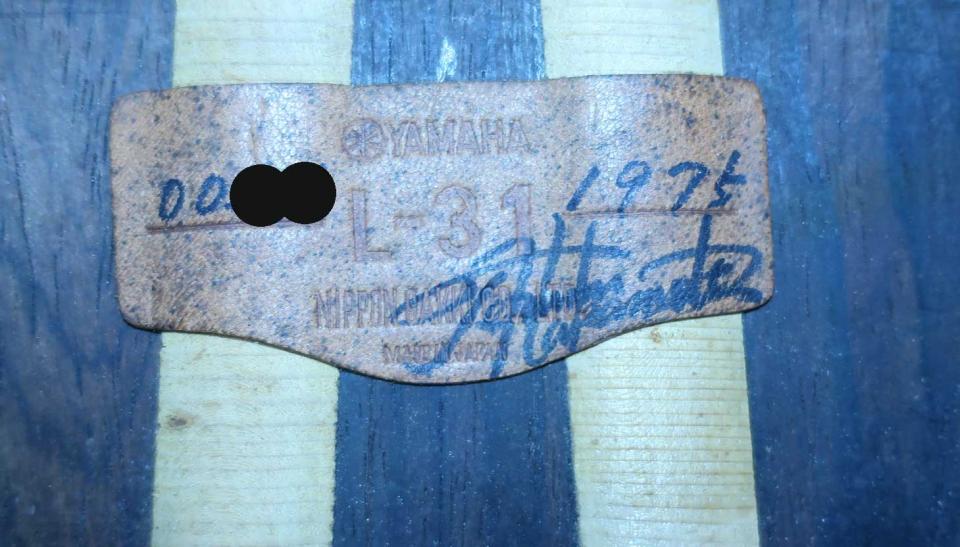 YAMAHA
00 L-31 1975
NIPPON GAKKI CO., LTD.
MADE IN JAPAN